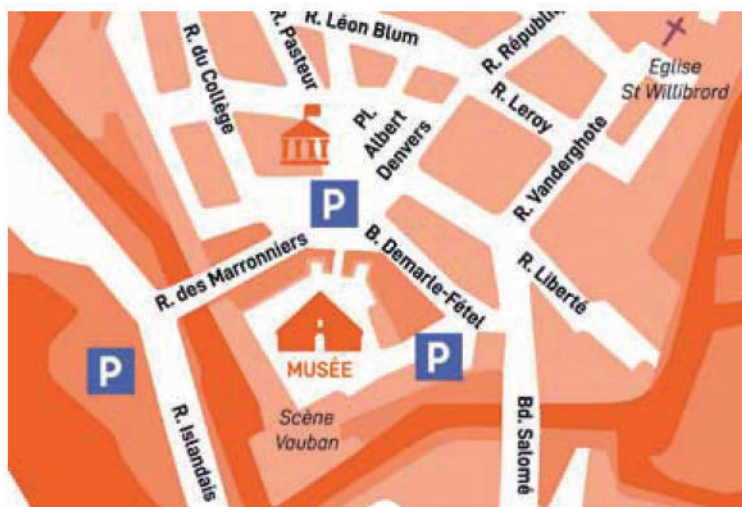 R. Léon Blum
R. Pasteur
R. du Collège
R. Républi
Eglise
St Willibrord
R. Leroy
Pl.
Albert
Denvers
R. Vanderghote
P
R. des Marronniers
B. Demarle-Fétel
R. Liberté
P
P
MUSÉE
R. Islandais
Scène
Vauban
Bd. Salomé